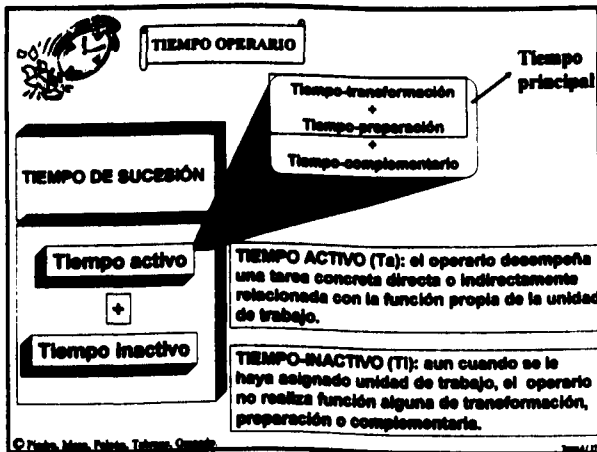 TIEMPO OPERARIO
Tiempo
principal
Tiempo-transformación
+
Tiempo-preparación
+
Tiempo-complementario
TIEMPO DE SUCESIÓN
Tiempo activo
+
Tiempo inactivo
TIEMPO ACTIVO (Ta): el operario desempeña
una tarea concreta directa o indirectamente
relacionada con la función propia de la unidad
de trabajo.
TIEMPO-INACTIVO (Ti): aun cuando se le
haya asignado unidad de trabajo, el operario
no realiza función alguna de transformación,
preparación o complementaria.
©